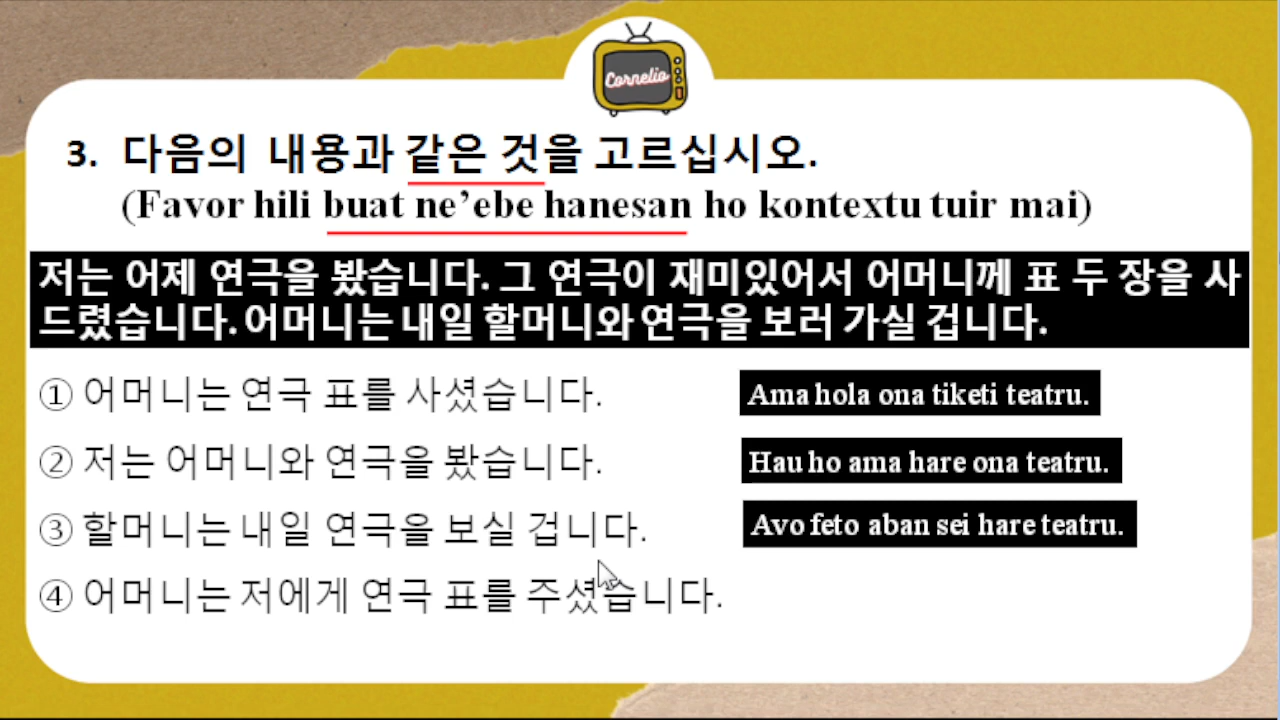 Cornelio
3. 다음의 내용과 같은 것을 고르십시오.
(Favor hili buat ne’ebe hanesan ho kontextu tuir mai)
저는 어제 연극을 봤습니다. 그 연극이 재미있어서 어머니께 표 두 장을 사
드렸습니다. 어머니는 내일 할머니와 연극을 보러 가실 겁니다.
① 어머니는 연극 표를 사셨습니다.
Ama hola ona tiketi teatru.
② 저는 어머니와 연극을 봤습니다.
Hau ho ama hare ona teatru.
③ 할머니는 내일 연극을 보실 겁니다.
Avo feto aban sei hare teatru.
④ 어머니는 저에게 연극 표를 주셨습니다.